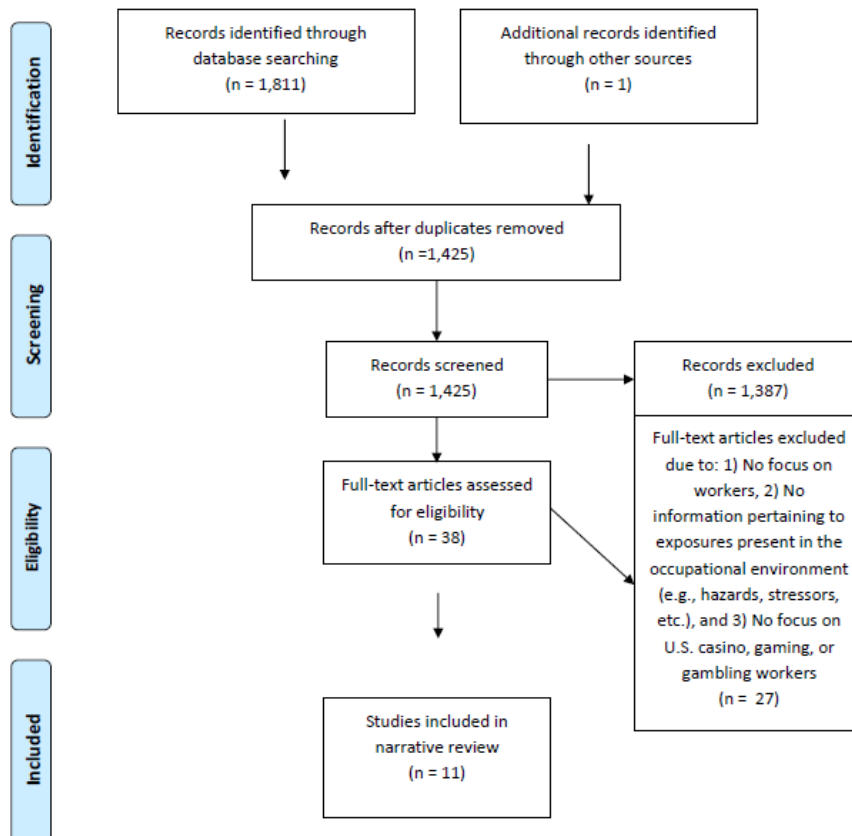 Identification
Records identified through
database searching
(n = 1,811)
Additional records identified
through other sources
(n = 1)
Records after duplicates removed
(n =1,425)
Screening
Records screened
(n = 1,425)
Records excluded
(n = 1,387)
Eligibility
Full-text articles assessed
for eligibility
(n = 38)
Full-text articles excluded
due to: 1) No focus on
workers, 2) No
information pertaining to
exposures present in the
occupational environment
(e.g., hazards, stressors,
etc.), and 3) No focus on
U.S. casino, gaming, or
gambling workers
(n = 27)
Included
Studies included in
narrative review
(n = 11)